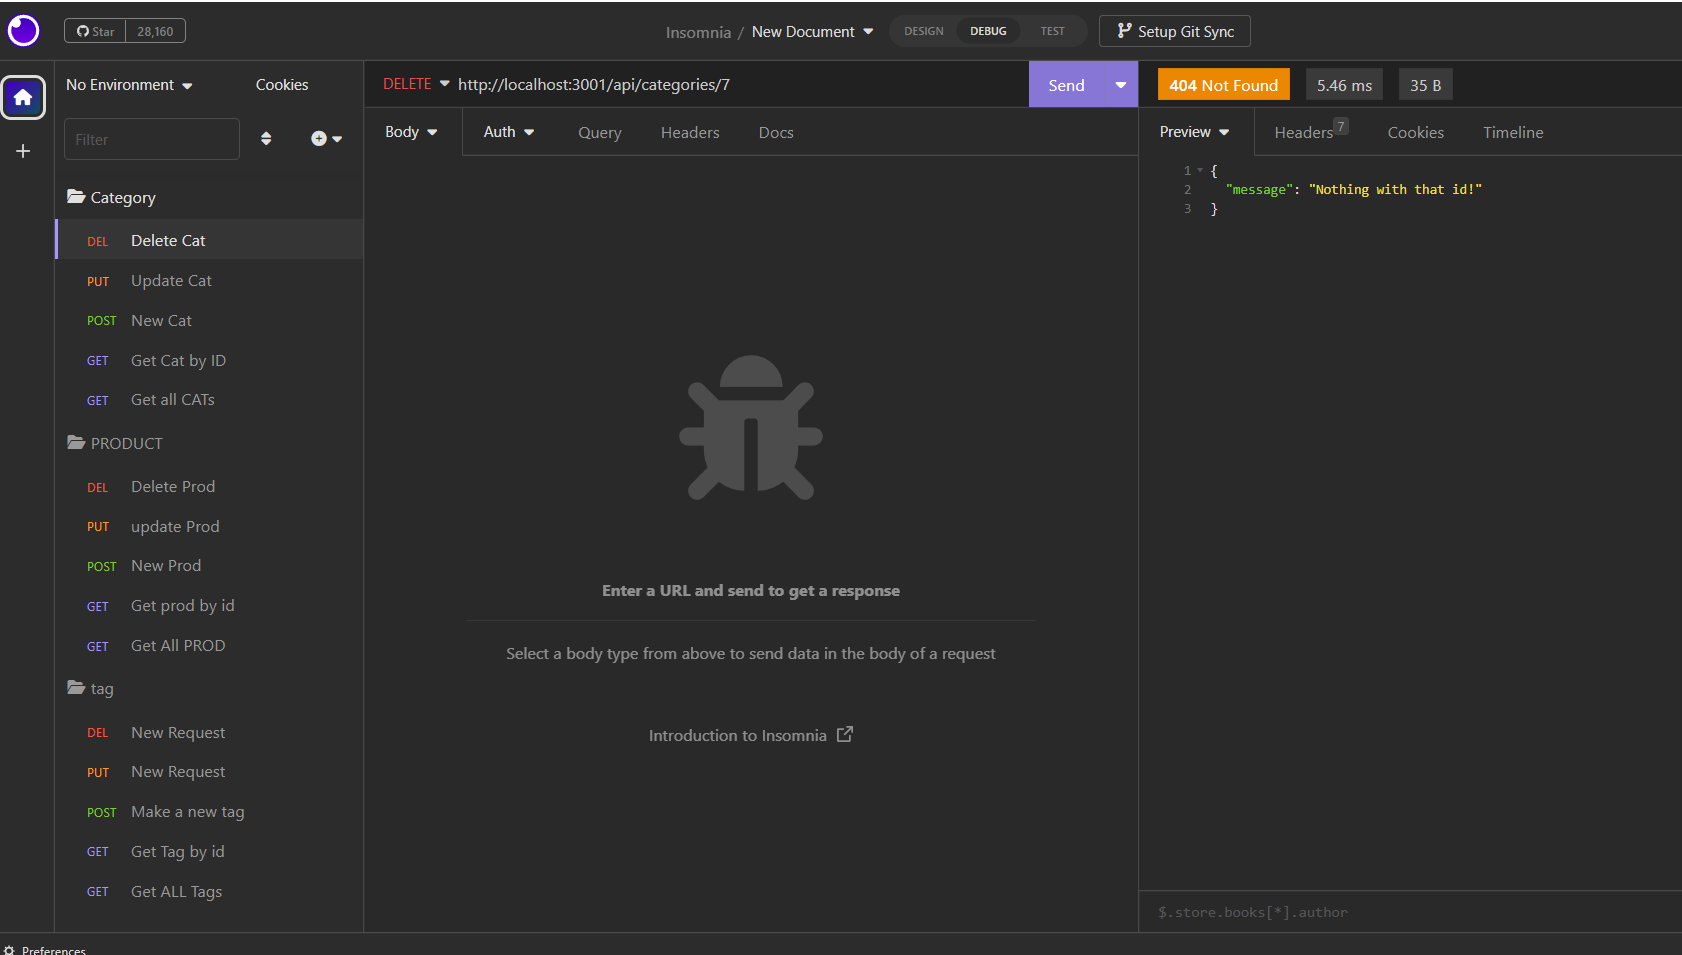 Star 28,160
Insomnia / New Document
DESIGN DEBUG TEST
Setup Git Sync
No Environment
Cookies
Filter
Category
DEL Delete Cat
PUT Update Cat
POST New Cat
GET Get Cat by ID
GET Get all CATs
PRODUCT
DEL Delete Prod
PUT update Prod
POST New Prod
GET Get prod by id
GET Get All PROD
tag
DEL New Request
PUT New Request
POST Make a new tag
GET Get Tag by id
GET Get ALL Tags
Preferences
DELETE http://localhost:3001/api/categories/7
Send
Body Auth Query Headers Docs
Enter a URL and send to get a response
Select a body type from above to send data in the body of a request
Introduction to Insomnia
404 Not Found 5.46 ms 35 B
Preview Headers 7 Cookies Timeline
1 {
2 "message": "Nothing with that id!"
3 }
$.store.books[*].author